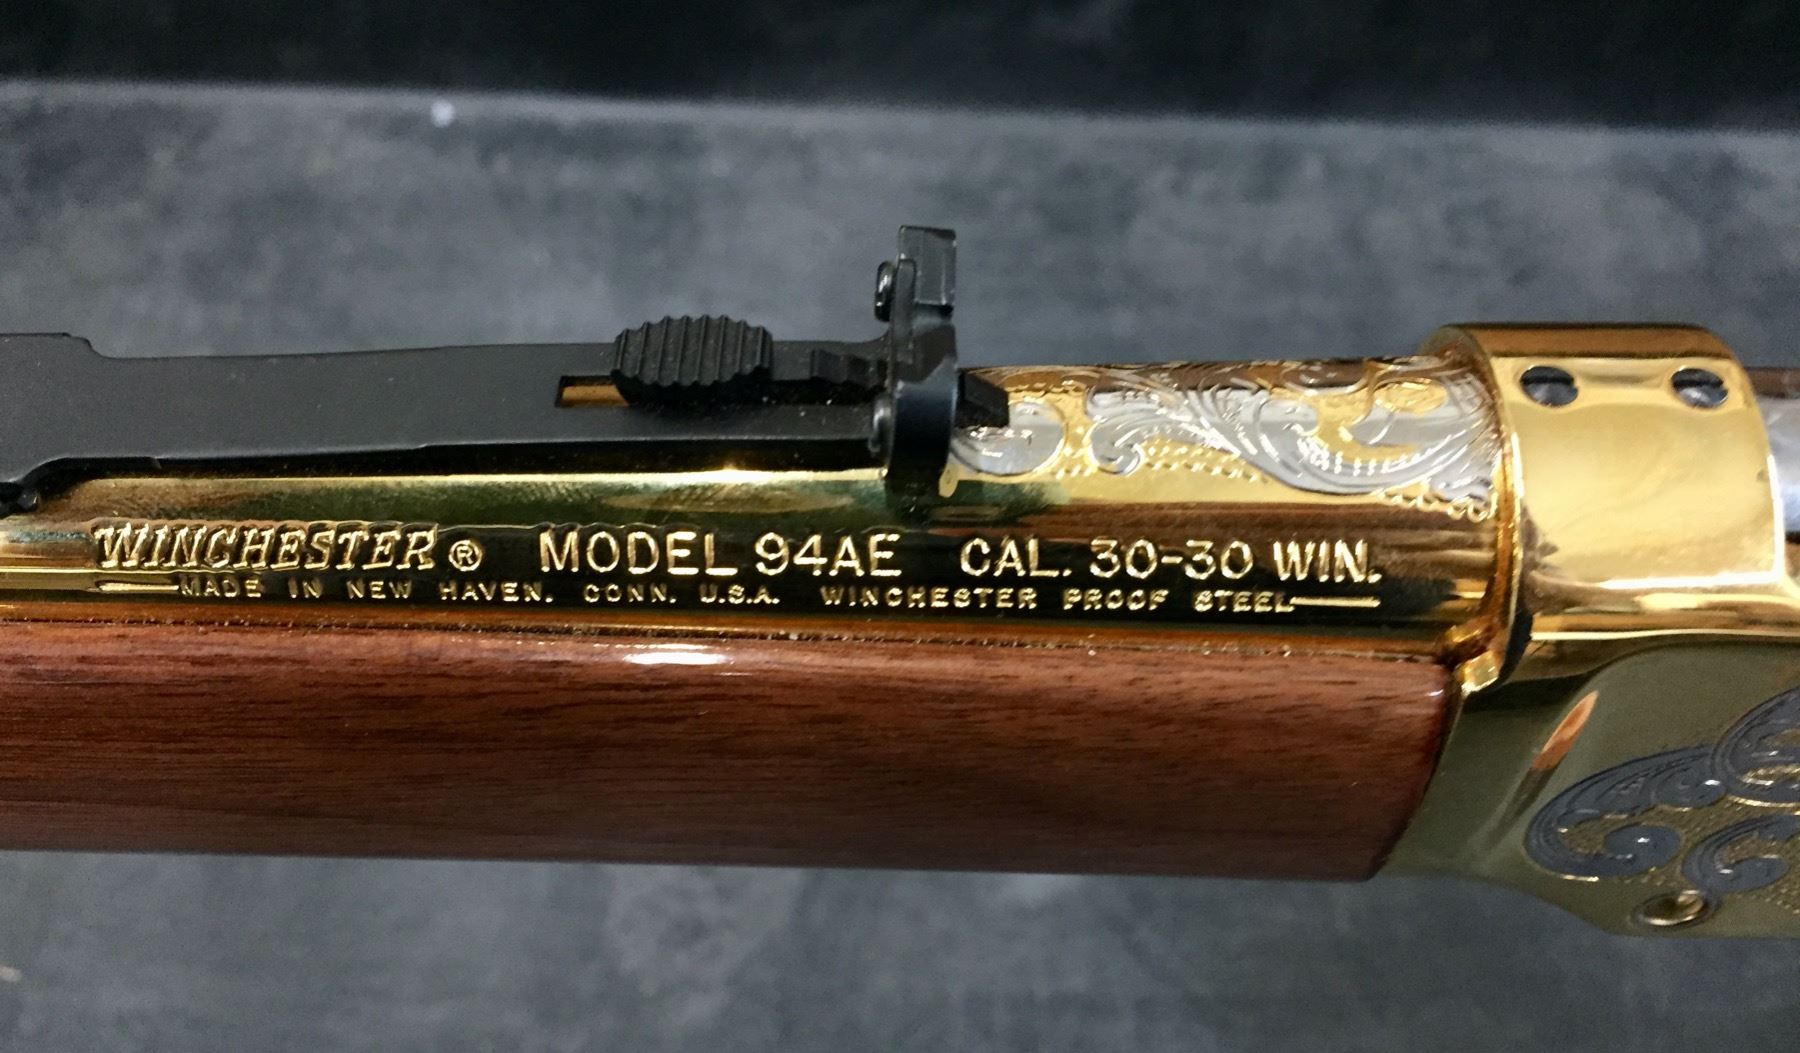 WINCHESTER® MODEL 94AE CAL. 30-30 WIN.
MADE IN NEW HAVEN, CONN. U.S.A. WINCHESTER PROOF STEEL